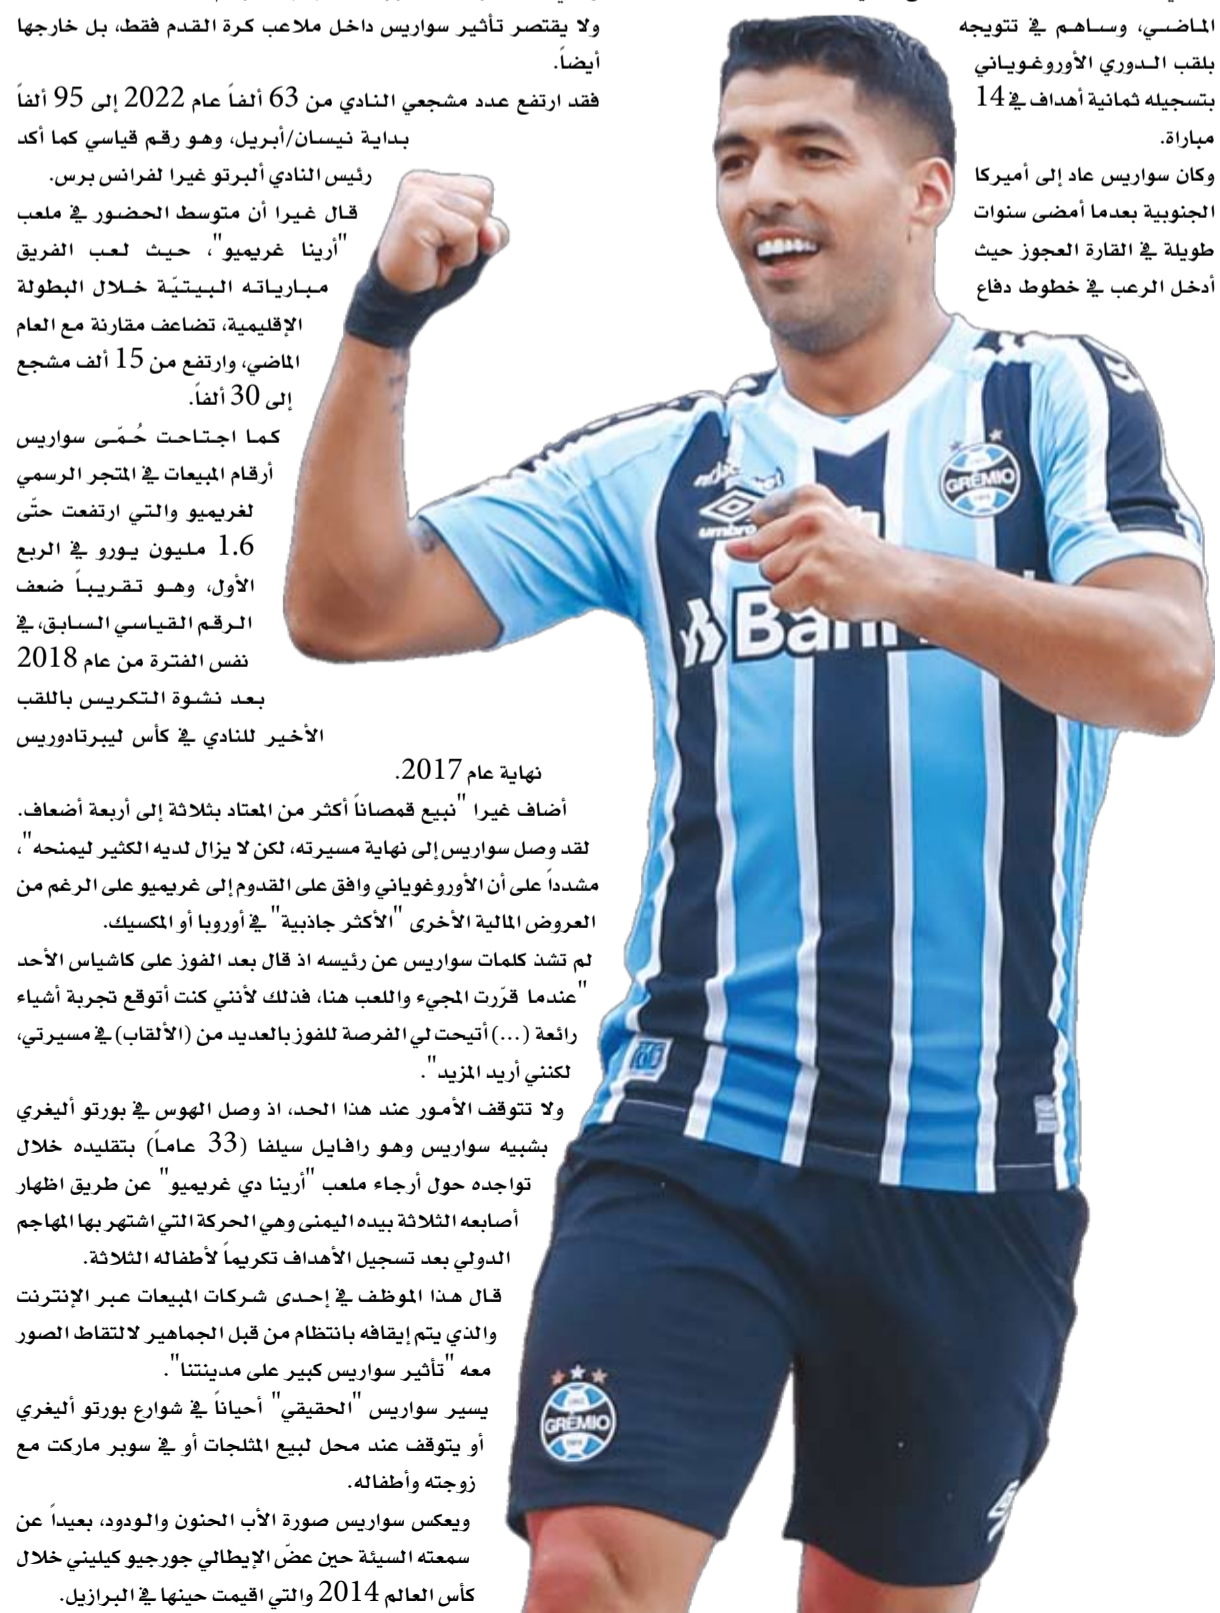 الماضي، وساهم في تتويجه
بلقب الدوري الأوروغوياني
بتسجيله ثمانية أهداف في 14
مباراة.
وكان سواريس عاد إلى أميركا
الجنوبية بعدما أمضى سنوات
طويلة في القارة العجوز حيث
أدخل الرعب في خطوط دفاع
ولا يقتصر تأثير سواريس داخل ملاعب كرة القدم فقط، بل خارجها
أيضاً.
فقد ارتفع عدد مشجعي النادي من 63 ألفاً عام 2022 إلى 95 ألفاً
بداية نيسان/أبريل، وهو رقم قياسي كما أكد
رئيس النادي ألبرتو غيرا لفرانس برس.
قال غيرا أن متوسط الحضور في ملعب
"أرينا غريميو"، حيث لعب الفريق
مبارياته البيتيّة خلال البطولة
الإقليمية، تضاعف مقارنة مع العام
الماضي، وارتفع من 15 ألف مشجع
إلى 30 ألفاً.
كما اجتاحت حُمّى سواريس
أرقام المبيعات في المتجر الرسمي
لغريميو والتي ارتفعت حتّى
1.6 مليون يورو في الربع
الأول، وهو تقريباً ضعف
الرقم القياسي السابق، في
نفس الفترة من عام 2018
بعد نشوة التكريس باللقب
الأخير للنادي في كأس ليبرتادوريس
نهاية عام 2017.
أضاف غيرا "نبيع قمصاناً أكثر من المعتاد بثلاثة إلى أربعة أضعاف.
لقد وصل سواريس إلى نهاية مسيرته، لكن لا يزال لديه الكثير ليمنحه"،
مشدداً على أن الأوروغوياني وافق على القدوم إلى غريميو على الرغم من
العروض المالية الأخرى "الأكثر جاذبية" في أوروبا أو المكسيك.
لم تشذ كلمات سواريس عن رئيسه اذ قال بعد الفوز على كاشياس الأحد
"عندما قرّرت المجيء واللعب هنا، فذلك لأنني كنت أتوقع تجربة أشياء
رائعة (...) أتيحت لي الفرصة للفوز بالعديد من (الألقاب) في مسيرتي،
لكنني أريد المزيد".
ولا تتوقف الأمور عند هذا الحد، اذ وصل الهوس في بورتو أليغري
بشبيه سواريس وهو رافايل سيلفا (33 عاماً) بتقليده خلال
تواجده حول أرجاء ملعب "أرينا دي غريميو" عن طريق اظهار
أصابعه الثلاثة بيده اليمنى وهي الحركة التي اشتهر بها المهاجم
الدولي بعد تسجيل الأهداف تكريماً لأطفاله الثلاثة.
قال هذا الموظف في إحدى شركات المبيعات عبر الإنترنت
والذي يتم إيقافه بانتظام من قبل الجماهير لالتقاط الصور
معه "تأثير سواريس كبير على مدينتنا".
يسير سواريس "الحقيقي" أحياناً في شوارع بورتو أليغري
أو يتوقف عند محل لبيع المثلجات أو في سوبر ماركت مع
زوجته وأطفاله.
ويعكس سواريس صورة الأب الحنون والودود، بعيداً عن
سمعته السيئة حين عضّ الإيطالي جورجيو كيليني خلال
كأس العالم 2014 والتي اقيمت حينها في البرازيل.
GRÊMIO
umbro
Ban
GRÊMIO